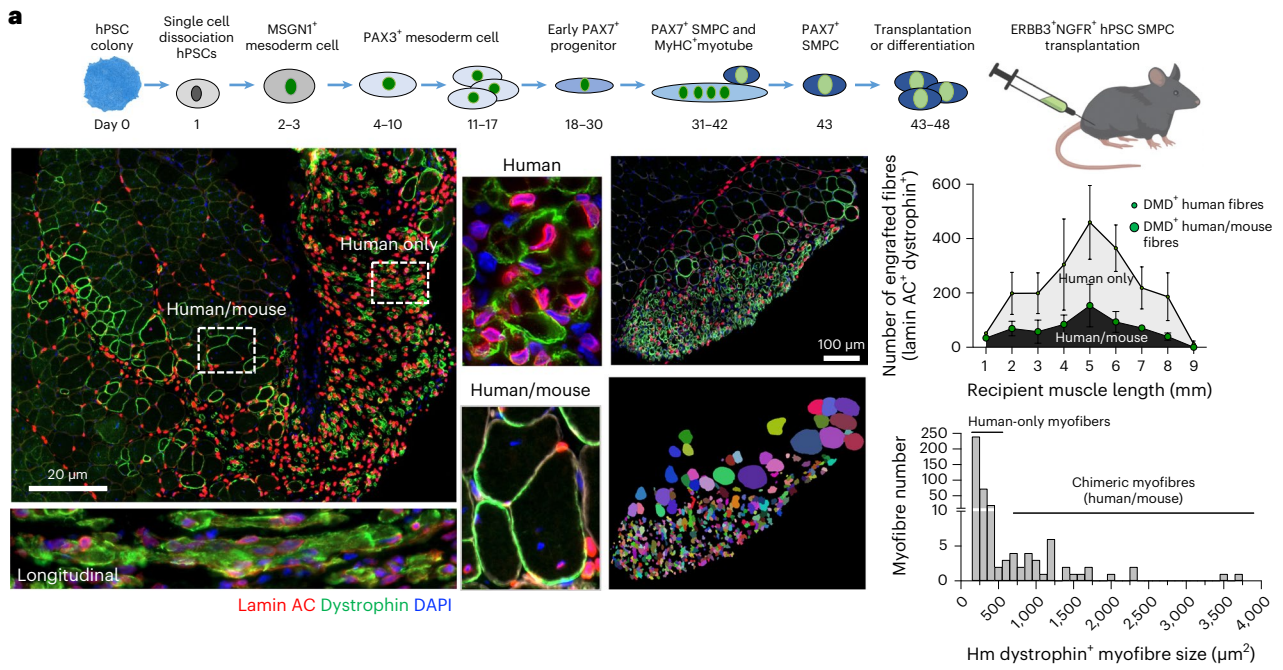 a
hPSC
colony
Single cell
dissociation
hPSCs
MSGN1⁺
mesoderm cell
PAX3⁺ mesoderm cell
Early PAX7⁺
progenitor
PAX7⁺ SMPC and
MyHC⁺myotube
PAX7⁺
SMPC
Transplantation
or differentiation
ERBB3⁺NGFR⁺ hPSC SMPC
transplantation
Day 0
1
2–3
4–10
11–17
18–30
31–42
43
43–48
Human only
Human/mouse
20 µm
Longitudinal
Human
Human/mouse
100 µm
Lamin AC Dystrophin DAPI
Number of engrafted fibres
(lamin AC⁺ dystrophin⁺)
600
400
200
0
DMD⁺ human fibres
DMD⁺ human/mouse
fibres
Human only
Human/mouse
1 2 3 4 5 6 7 8 9
Recipient muscle length (mm)
Myofibre number
250
200
150
100
50
10
5
0
Human-only myofibers
Chimeric myofibres
(human/mouse)
0 500 1,000 1,500 2,000 2,500 3,000 3,500 4,000
Hm dystrophin⁺ myofibre size (µm²)